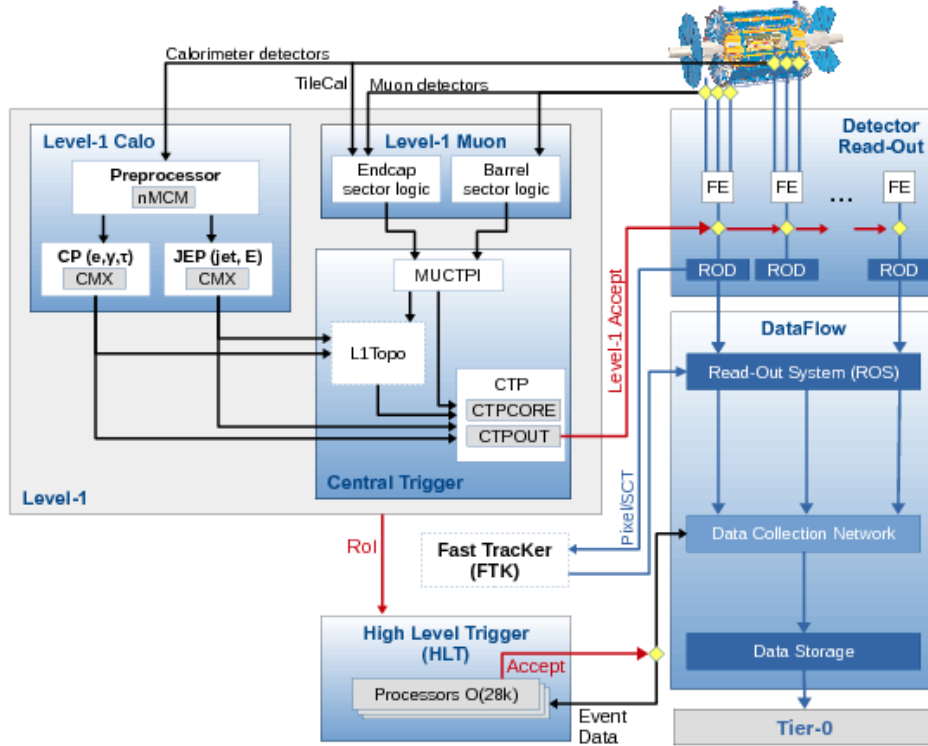 Calorimeter detectors
TileCal
Muon detectors
Detector
Read-Out
Level-1 Calo
Preprocessor
nMCM
CP (e,γ,τ)
CMX
JEP (jet, E)
CMX
Level-1 Muon
Endcap
sector logic
Barrel
sector logic
FE
FE
...
FE
ROD
ROD
ROD
MUCTPI
L1Topo
CTP
CTPCORE
CTPOUT
Central Trigger
Level-1
Level-1 Accept
DataFlow
Read-Out System (ROS)
Pixel/SCT
RoI
Fast TracKer
(FTK)
Data Collection Network
High Level Trigger
(HLT)
Accept
Processors O(28k)
Event
Data
Data Storage
Tier-0